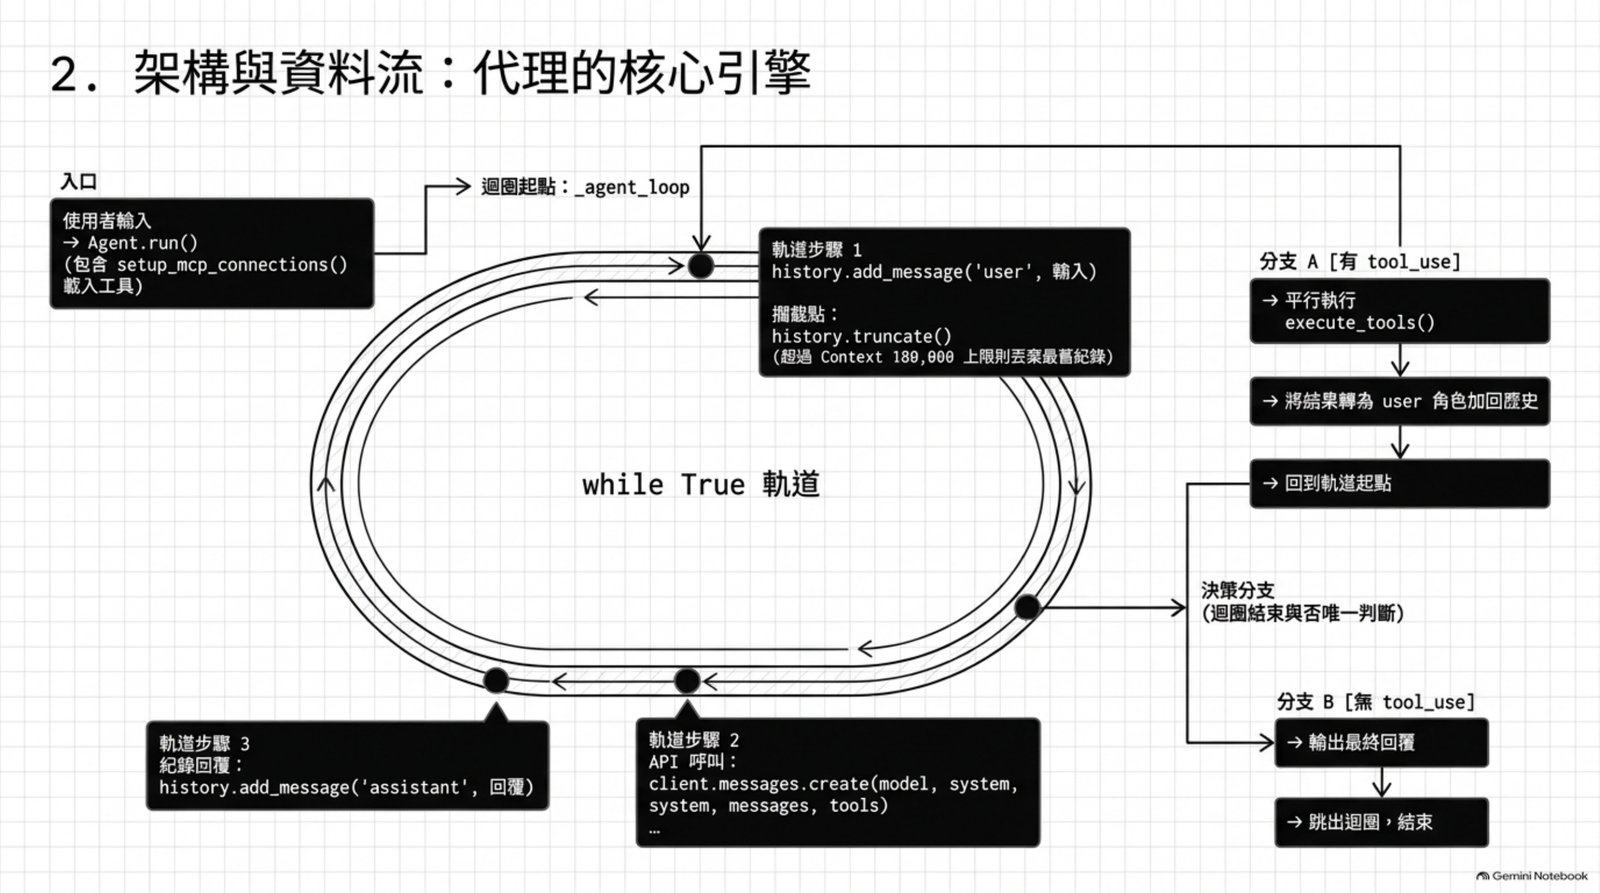 2. 架構與資料流：代理的核心引擎
入口
使用者輸入
→ Agent.run()
(包含 setup_mcp_connections()
載入工具)
迴圈起點：_agent_loop
軌道步驟 1
history.add_message('user', 輸入)
攔截點：
history.truncate()
(超過 Context 180,000 上限則丟棄最舊紀錄)
while True 軌道
軌道步驟 3
紀錄回覆：
history.add_message('assistant', 回覆)
軌道步驟 2
API 呼叫：
client.messages.create(model, system,
system, messages, tools)
…
分支 A [有 tool_use]
→ 平行執行
execute_tools()
→ 將結果轉為 user 角色加回歷史
→ 回到軌道起點
決策分支
(迴圈結束與否唯一判斷)
分支 B [無 tool_use]
→ 輸出最終回覆
→ 跳出迴圈，結束
Gemini Notebook